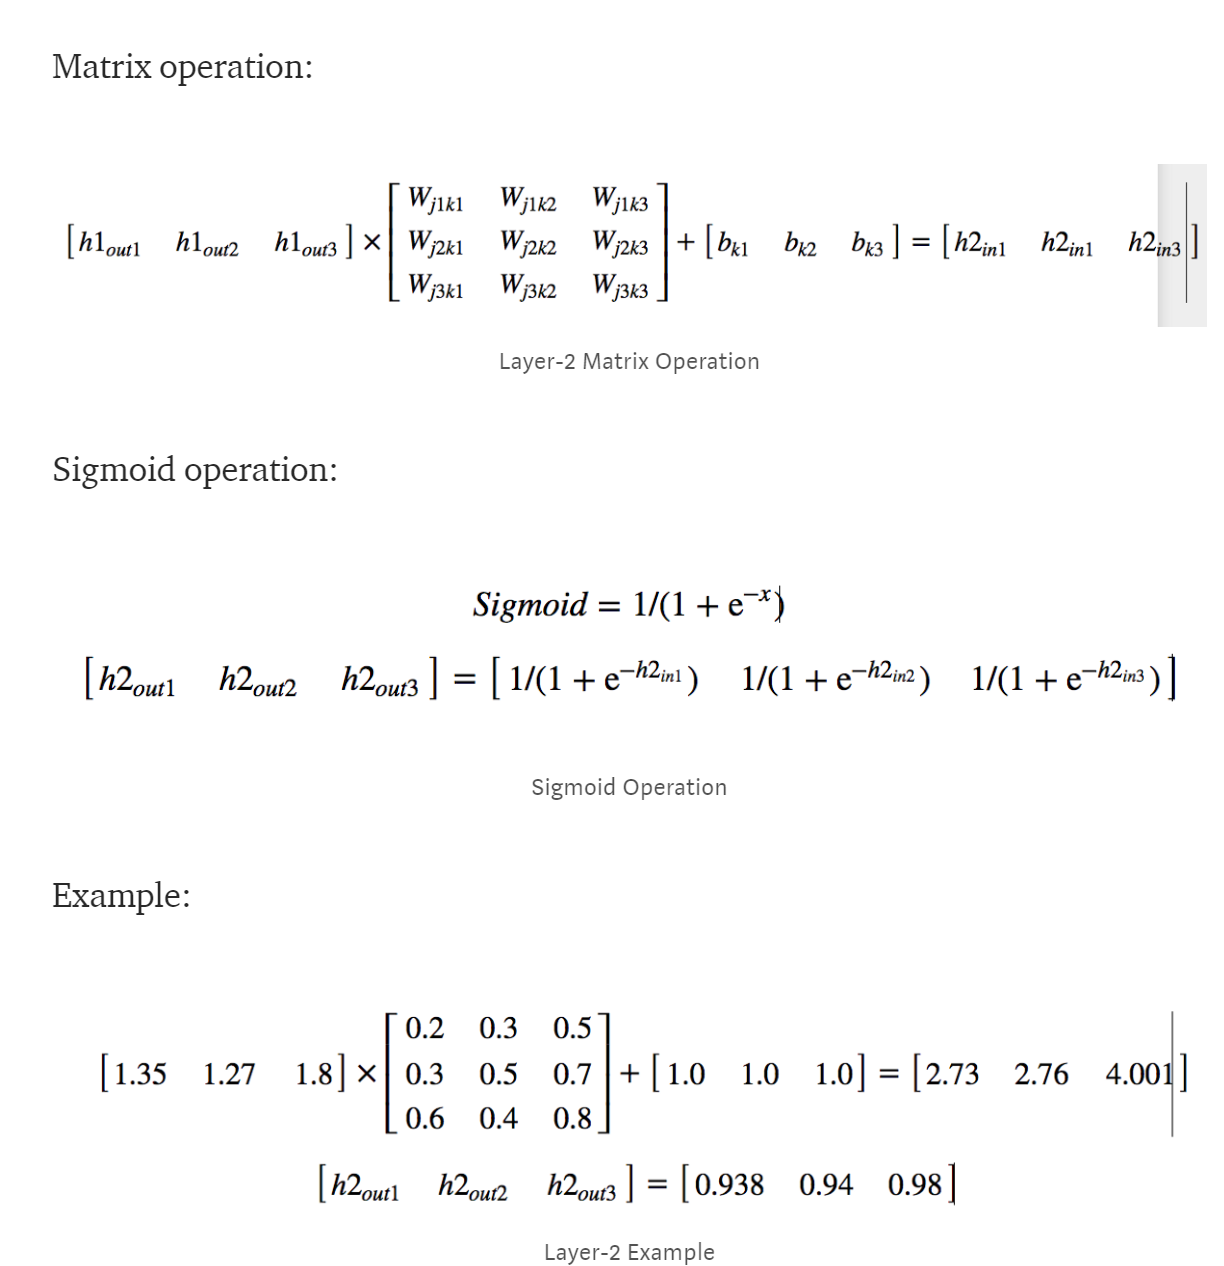 Matrix operation:
[h1out1 h1out2 h1out3] × [Wj1k1 Wj1k2 Wj1k3
Wj2k1 Wj2k2 Wj2k3
Wj3k1 Wj3k2 Wj3k3] + [bk1 bk2 bk3] = [h2in1 h2in1 h2in3]
Layer-2 Matrix Operation
Sigmoid operation:
Sigmoid = 1/(1 + e^−x)
[h2out1 h2out2 h2out3] = [1/(1 + e^−h2in1) 1/(1 + e^−h2in2) 1/(1 + e^−h2in3)]
Sigmoid Operation
Example:
[1.35 1.27 1.8] × [0.2 0.3 0.5
0.3 0.5 0.7
0.6 0.4 0.8] + [1.0 1.0 1.0] = [2.73 2.76 4.001]
[h2out1 h2out2 h2out3] = [0.938 0.94 0.98]
Layer-2 Example